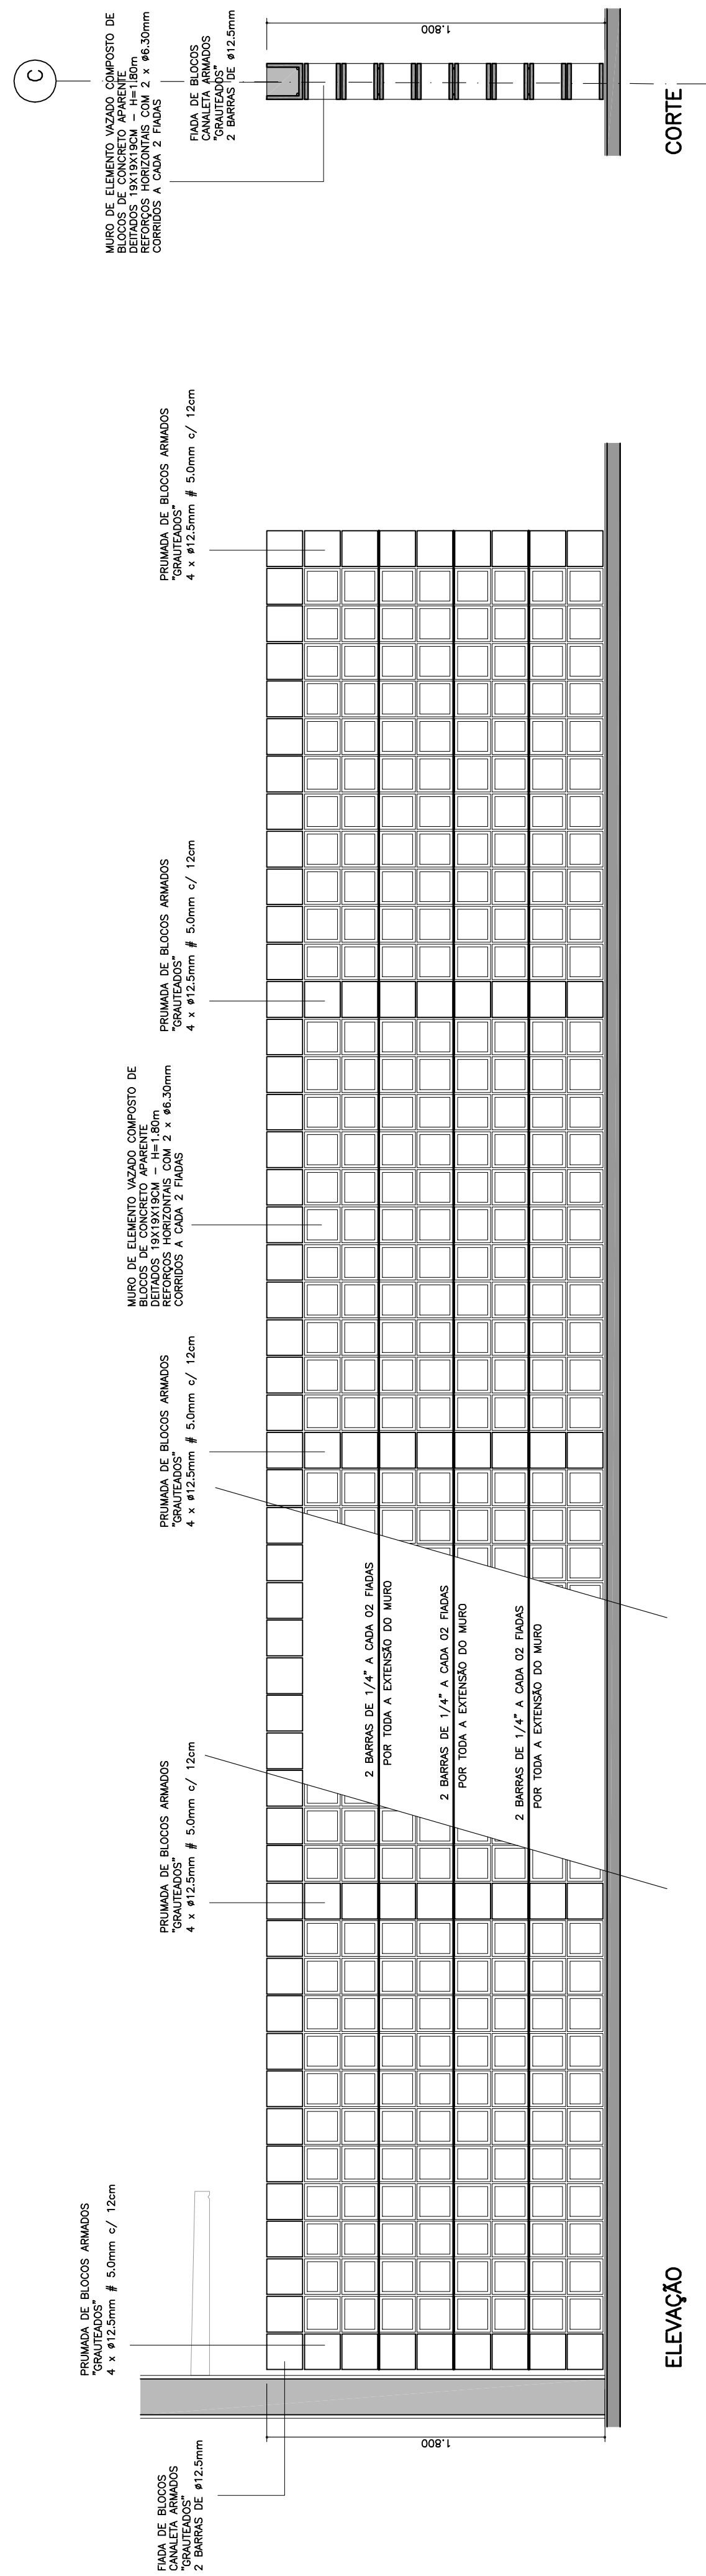 FIADA DE BLOCOS
CANALETA ARMADOS
"GRAUTEADOS"
2 BARRAS DE ø12.5mm
1.800
PRUMADA DE BLOCOS ARMADOS
"GRAUTEADOS"
4 x ø12.5mm # 5.0mm c/ 12cm
PRUMADA DE BLOCOS ARMADOS
"GRAUTEADOS"
4 x ø12.5mm # 5.0mm c/ 12cm
2 BARRAS DE 1/4" A CADA 02 FIADAS
POR TODA A EXTENSÃO DO MURO
2 BARRAS DE 1/4" A CADA 02 FIADAS
POR TODA A EXTENSÃO DO MURO
2 BARRAS DE 1/4" A CADA 02 FIADAS
POR TODA A EXTENSÃO DO MURO
PRUMADA DE BLOCOS ARMADOS
"GRAUTEADOS"
4 x ø12.5mm # 5.0mm c/ 12cm
MURO DE ELEMENTO VAZADO COMPOSTO DE
BLOCOS DE CONCRETO APARENTE
DEITADOS 19X19X19CM - H=1.80m
REFORÇOS HORIZONTAIS COM 2 x ø6.30mm
CORRIDOS A CADA 2 FIADAS
PRUMADA DE BLOCOS ARMADOS
"GRAUTEADOS"
4 x ø12.5mm # 5.0mm c/ 12cm
PRUMADA DE BLOCOS ARMADOS
"GRAUTEADOS"
4 x ø12.5mm # 5.0mm c/ 12cm
ELEVAÇÃO
C
MURO DE ELEMENTO VAZADO COMPOSTO DE
BLOCOS DE CONCRETO APARENTE
DEITADOS 19X19X19CM - H=1.80m
REFORÇOS HORIZONTAIS COM 2 x ø6.30mm
CORRIDOS A CADA 2 FIADAS
FIADA DE BLOCOS
CANALETA ARMADOS
"GRAUTEADOS"
2 BARRAS DE ø12.5mm
1.800
CORTE